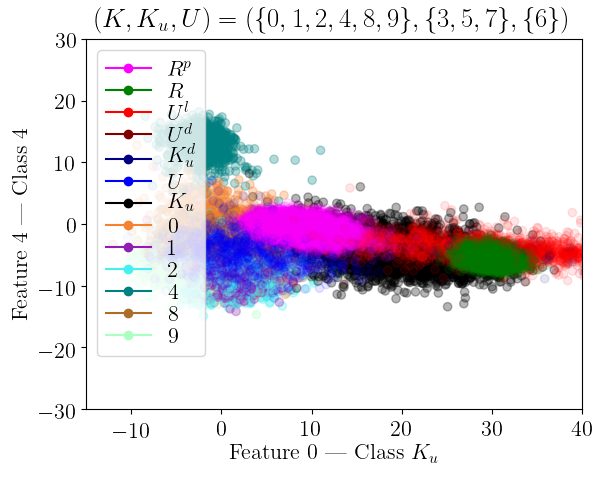 (K, K_u, U) = ({0, 1, 2, 4, 8, 9}, {3, 5, 7}, {6})
30
20
10
0
−10
−20
−30
Feature 4 — Class 4
R^p
R
U^l
U^d
K_u^d
U
K_u
0
1
2
4
8
9
−10
0
10
20
30
40
Feature 0 — Class K_u